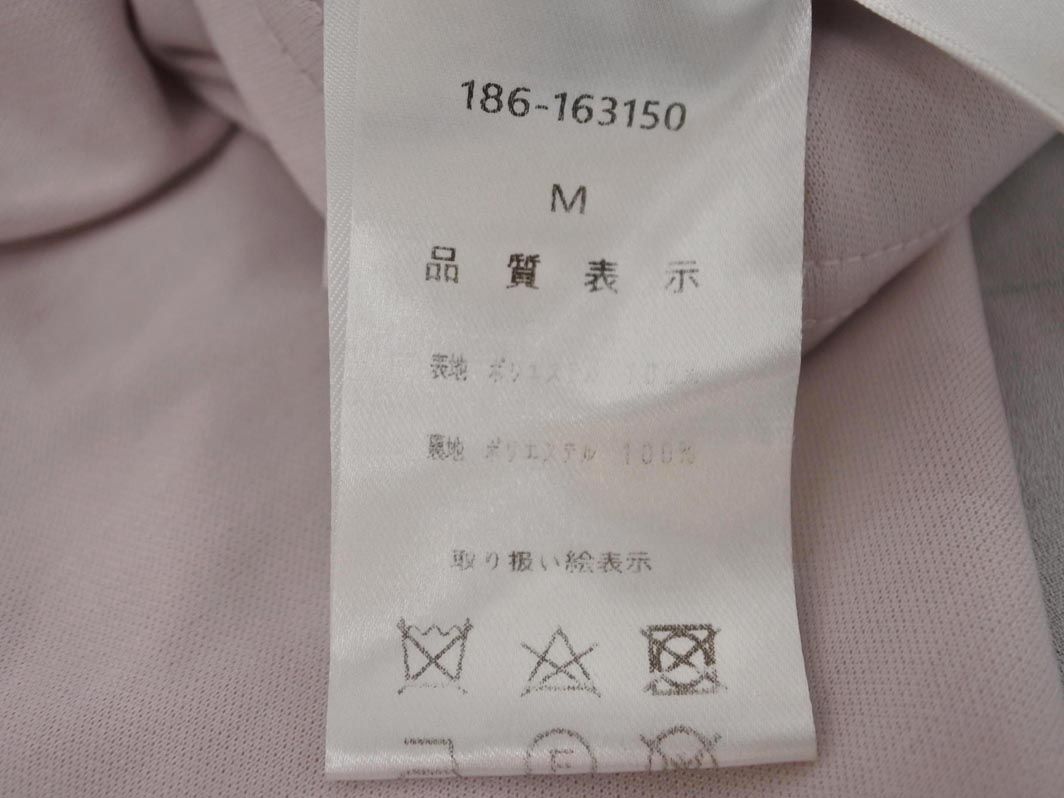 186-163150
M
品質表示
表地 ポリエステル 100%
裏地 ポリエステル 100%
取り扱い絵表示